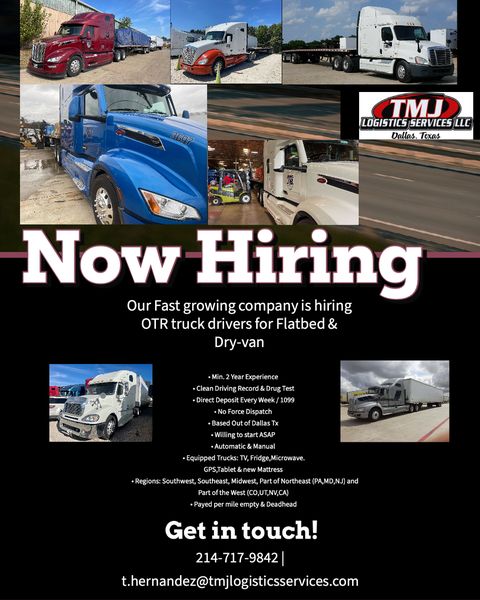 TMJ
LOGISTICS SERVICES LLC
Dallas, Texas
Now Hiring
Our Fast growing company is hiring
OTR truck drivers for Flatbed &
Dry-van
• Min. 2 Year Experience
• Clean Driving Record & Drug Test
• Direct Deposit Every Week / 1099
• No Force Dispatch
• Based Out of Dallas Tx
• Willing to start ASAP
• Automatic & Manual
• Equipped Trucks: TV, Fridge,Microwave.
GPS,Tablet & new Mattress
• Regions: Southwest, Southeast, Midwest, Part of Northeast (PA,MD,NJ) and
Part of the West (CO,UT,NV,CA)
• Payed per mile empty & Deadhead
Get in touch!
214-717-9842 |
t.hernandez@tmjlogisticsservices.com